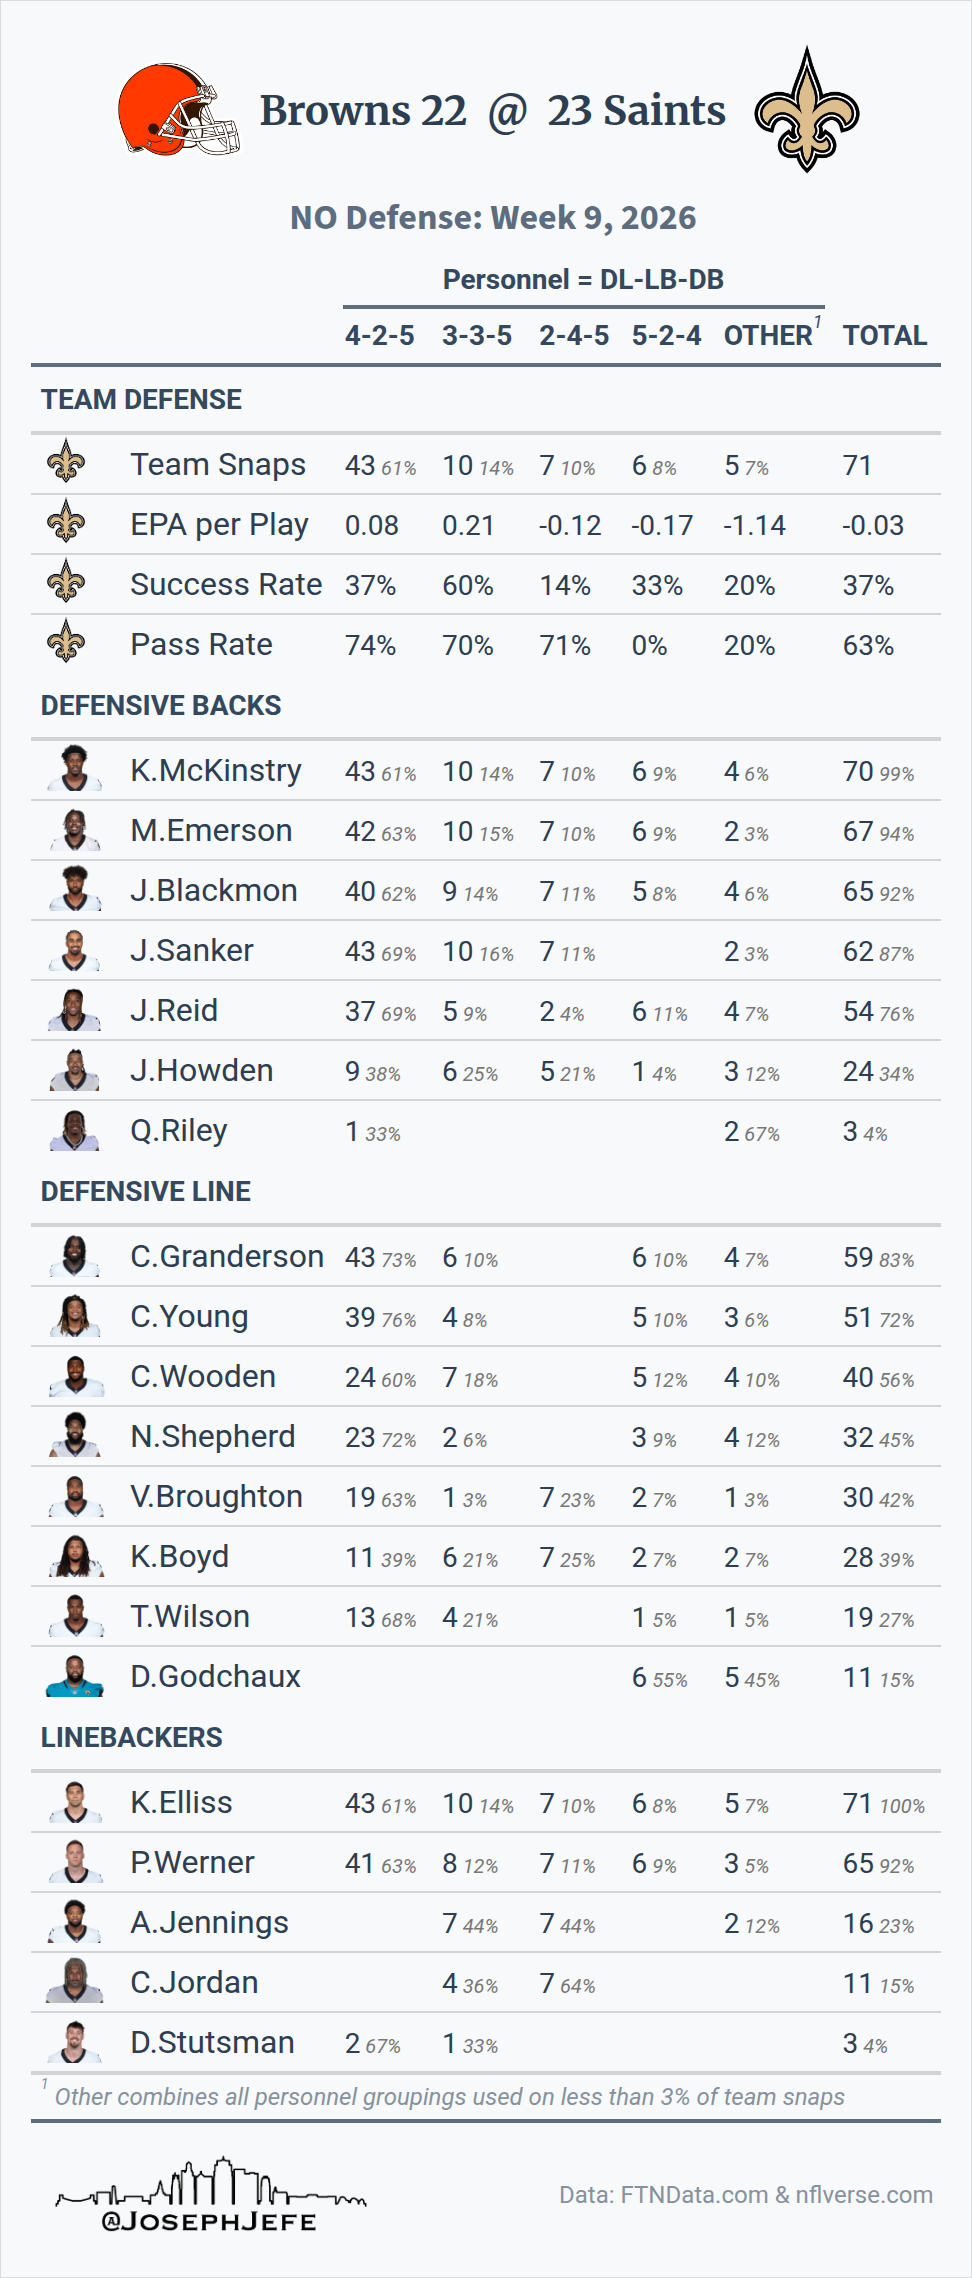 Browns 22 @ 23 Saints
NO Defense: Week 9, 2026
Personnel = DL-LB-DB
4-2-5 3-3-5 2-4-5 5-2-4 OTHER¹ TOTAL
TEAM DEFENSE
Team Snaps 43 61% 10 14% 7 10% 6 8% 5 7% 71
EPA per Play 0.08 0.21 -0.12 -0.17 -1.14 -0.03
Success Rate 37% 60% 14% 33% 20% 37%
Pass Rate 74% 70% 71% 0% 20% 63%
DEFENSIVE BACKS
K.McKinstry 43 61% 10 14% 7 10% 6 9% 4 6% 70 99%
M.Emerson 42 63% 10 15% 7 10% 6 9% 2 3% 67 94%
J.Blackmon 40 62% 9 14% 7 11% 5 8% 4 6% 65 92%
J.Sanker 43 69% 10 16% 7 11% 2 3% 62 87%
J.Reid 37 69% 5 9% 2 4% 6 11% 4 7% 54 76%
J.Howden 9 38% 6 25% 5 21% 1 4% 3 12% 24 34%
Q.Riley 1 33% 2 67% 3 4%
DEFENSIVE LINE
C.Granderson 43 73% 6 10% 6 10% 4 7% 59 83%
C.Young 39 76% 4 8% 5 10% 3 6% 51 72%
C.Wooden 24 60% 7 18% 5 12% 4 10% 40 56%
N.Shepherd 23 72% 2 6% 3 9% 4 12% 32 45%
V.Broughton 19 63% 1 3% 7 23% 2 7% 1 3% 30 42%
K.Boyd 11 39% 6 21% 7 25% 2 7% 2 7% 28 39%
T.Wilson 13 68% 4 21% 1 5% 1 5% 19 27%
D.Godchaux 6 55% 5 45% 11 15%
LINEBACKERS
K.Elliss 43 61% 10 14% 7 10% 6 8% 5 7% 71 100%
P.Werner 41 63% 8 12% 7 11% 6 9% 3 5% 65 92%
A.Jennings 7 44% 7 44% 2 12% 16 23%
C.Jordan 4 36% 7 64% 11 15%
D.Stutsman 2 67% 1 33% 3 4%
¹ Other combines all personnel groupings used on less than 3% of team snaps
@JOSEPHJEFE
Data: FTNData.com & nflverse.com